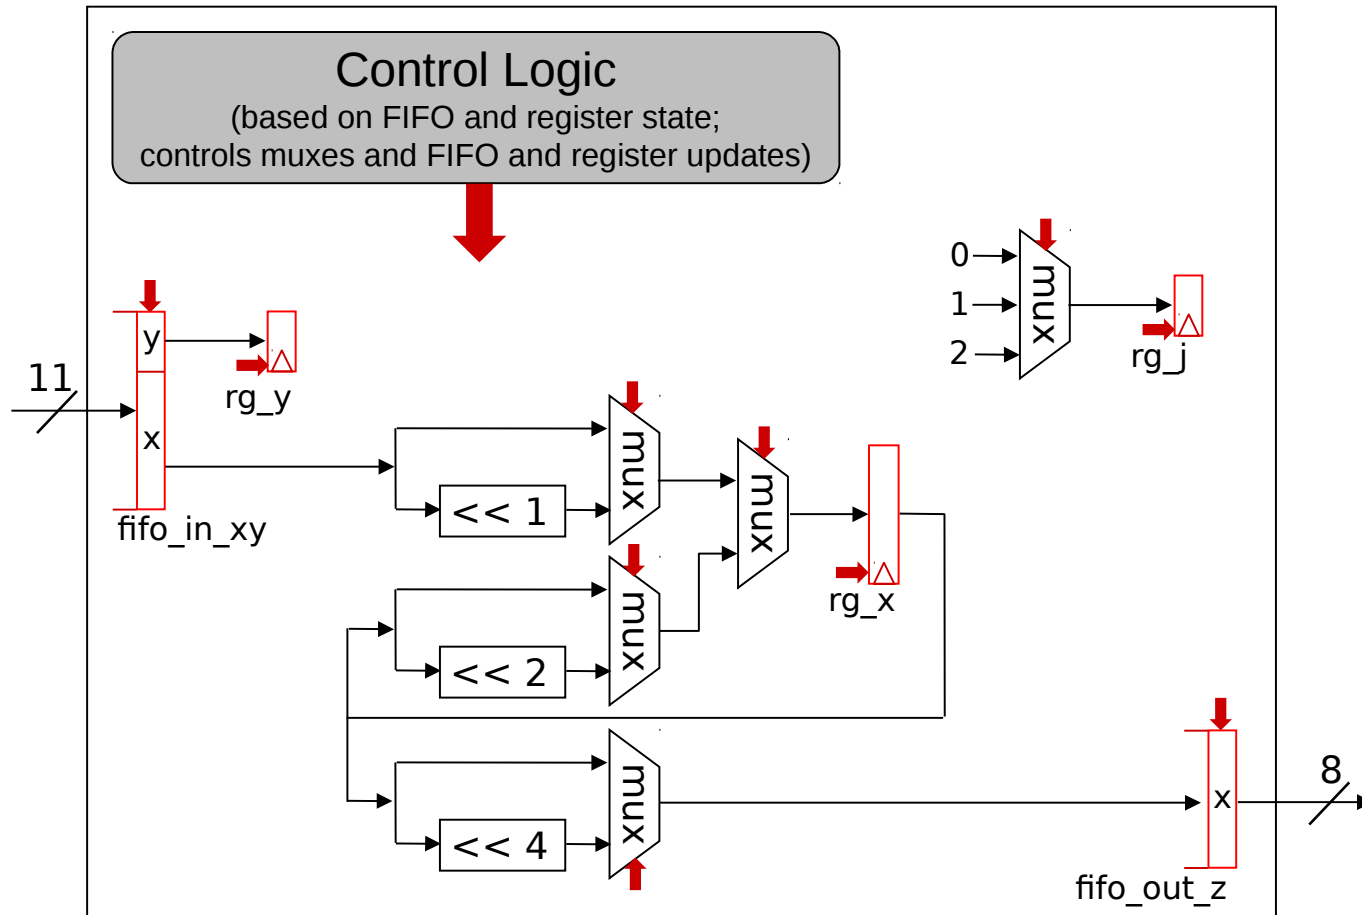 Control Logic
(based on FIFO and register state;
controls muxes and FIFO and register updates)
0
1
2
mux
rg_j
y
x
11
rg_y
fifo_in_xy
mux
<< 1
mux
rg_x
mux
<< 2
mux
<< 4
x
8
fifo_out_z